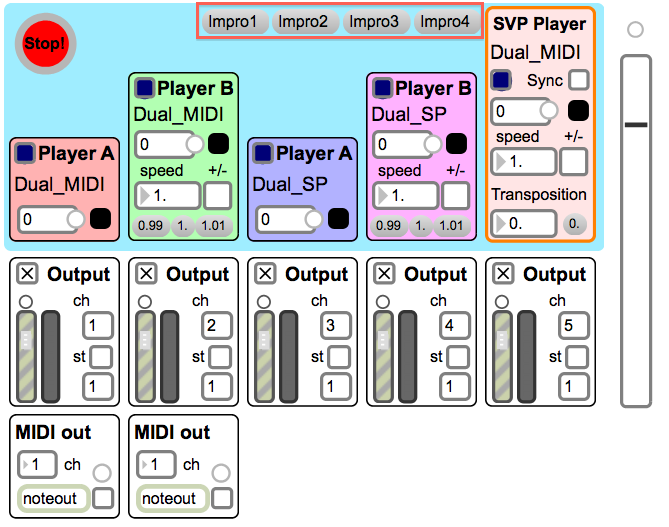 Stop!
Impro1 Impro2 Impro3 Impro4
Player A
Dual_MIDI
0
Player B
Dual_MIDI
0
speed +/-
1.
0.99 1. 1.01
Player A
Dual_SP
0
Player B
Dual_SP
0
speed +/-
1.
0.99 1. 1.01
SVP Player
Dual_MIDI
Sync
0
speed +/-
1.
Transposition
0. 0.
Output
ch
1
st
1
Output
ch
2
st
1
Output
ch
3
st
1
Output
ch
4
st
1
Output
ch
5
st
1
MIDI out
1 ch
noteout
MIDI out
1 ch
noteout